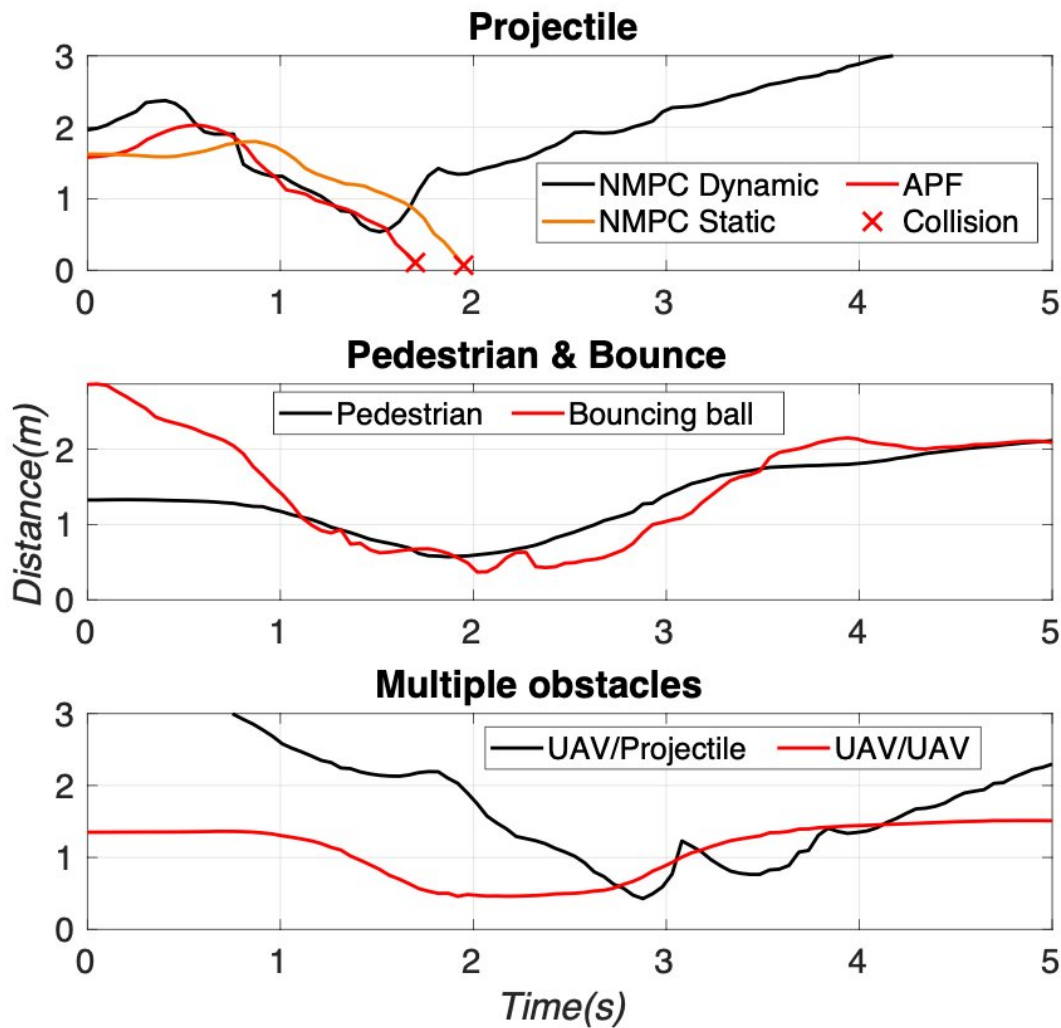 Projectile
3
2
1
0
NMPC Dynamic APF
NMPC Static Collision
0 1 2 3 4 5
Pedestrian & Bounce
Distance(m)
2
1
0
Pedestrian Bouncing ball
0 1 2 3 4 5
Multiple obstacles
3
2
1
0
UAV/Projectile UAV/UAV
0 1 2 3 4 5
Time(s)